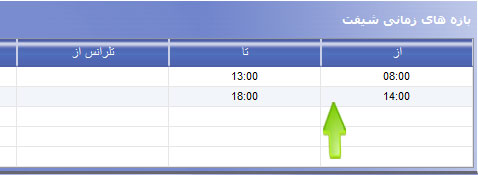 بازه های زمانی شیفت
از تا تلرانس از
08:00 13:00
14:00 18:00